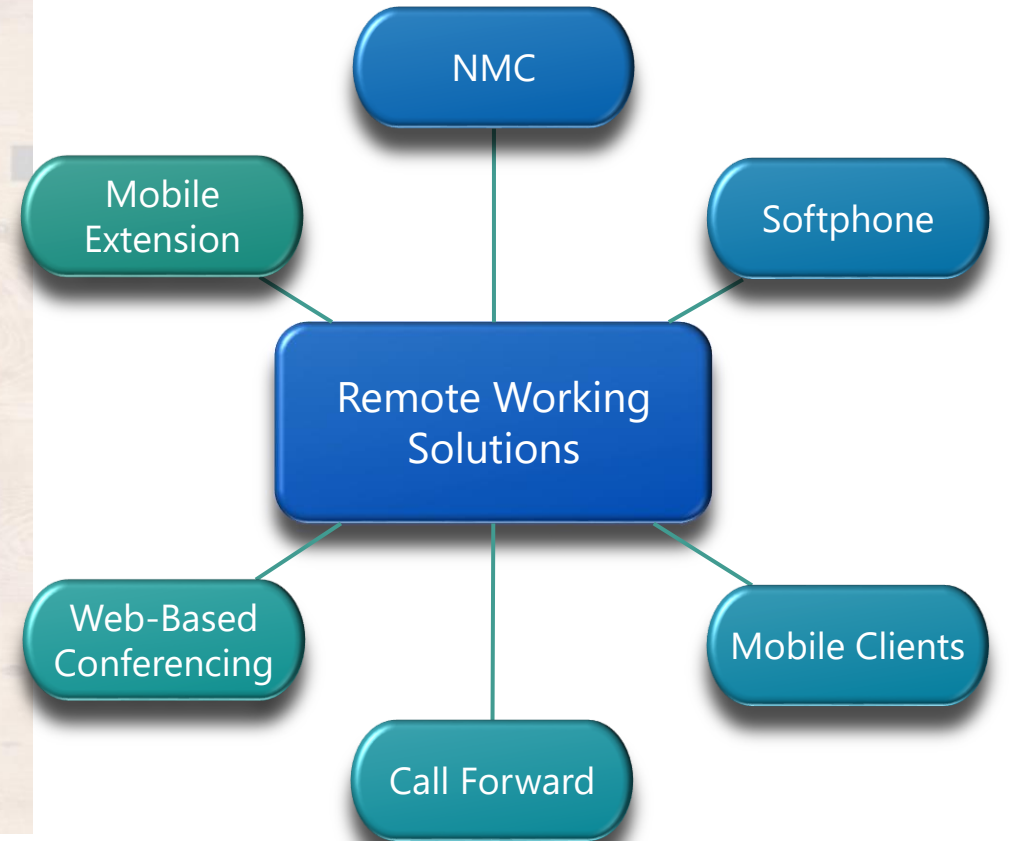 NMC
Mobile
Extension
Softphone
Remote Working
Solutions
Web-Based
Conferencing
Mobile Clients
Call Forward